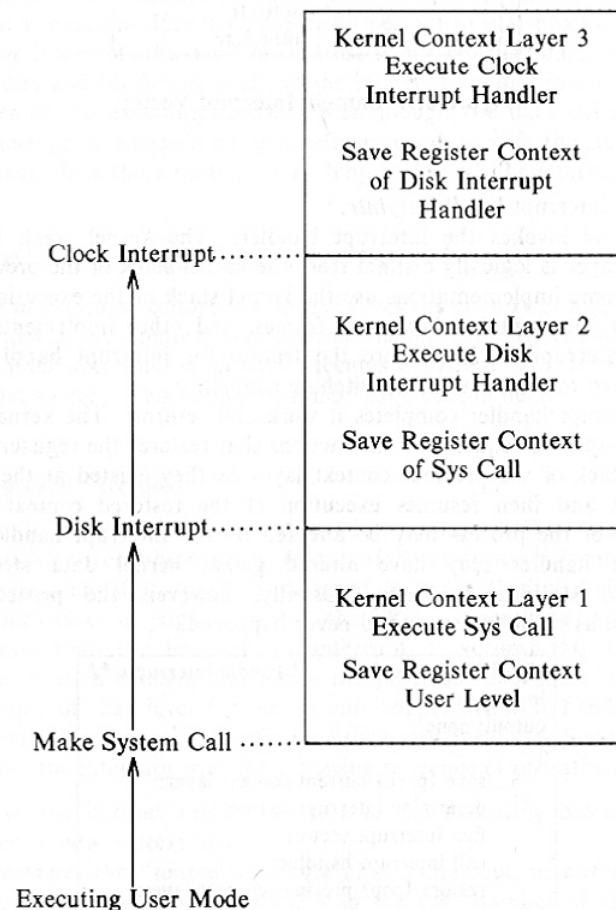 Kernel Context Layer 3
Execute Clock
Interrupt Handler
Save Register Context
of Disk Interrupt
Handler
Clock Interrupt
Kernel Context Layer 2
Execute Disk
Interrupt Handler
Save Register Context
of Sys Call
Disk Interrupt
Kernel Context Layer 1
Execute Sys Call
Save Register Context
User Level
Make System Call
Executing User Mode